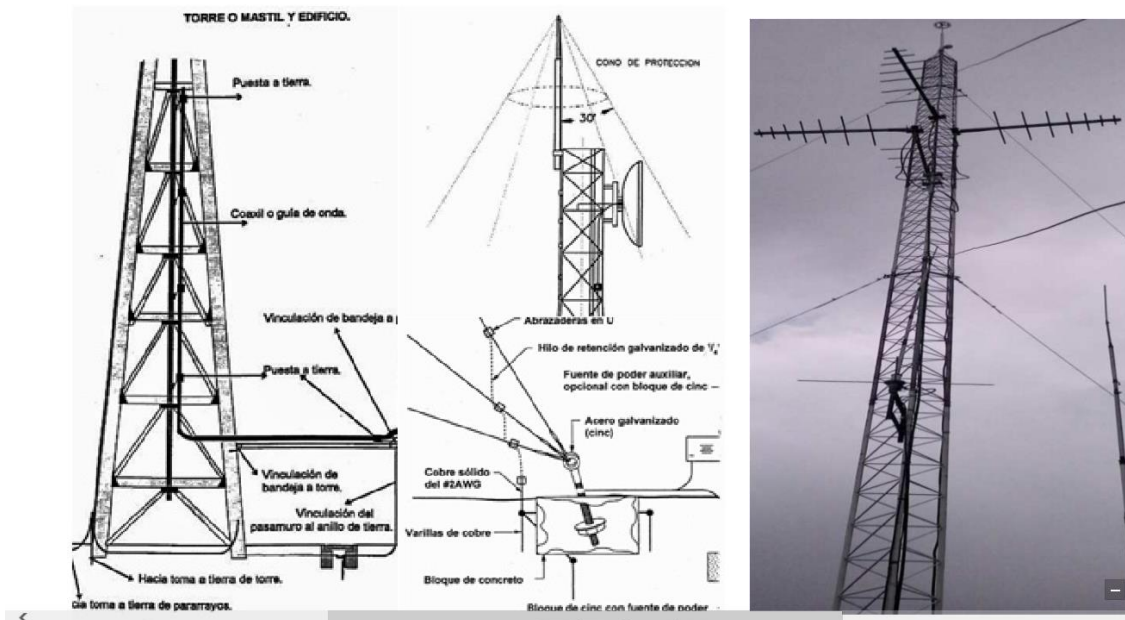 TORRE O MASTIL Y EDIFICIO.
Puesta a tierra.
Coaxil o guía de onda.
Vinculación de bandeja a
Puesta a tierra.
Vinculación de
bandeja a torre.
Vinculación del
pasamuro al anillo de tierra.
Hacia toma a tierra de torre.
cia toma a tierra de pararrayos.
CONO DE PROTECCION
30°
Abrazaderas en U
Hilo de retención galvanizado de
Fuente de poder auxiliar,
opcional con bloque de cinc
Acero galvanizado
(cinc)
Cobre sólido
del #2AWG
Varillas de cobre
Bloque de concreto
Bloque de cinc con fuente de poder